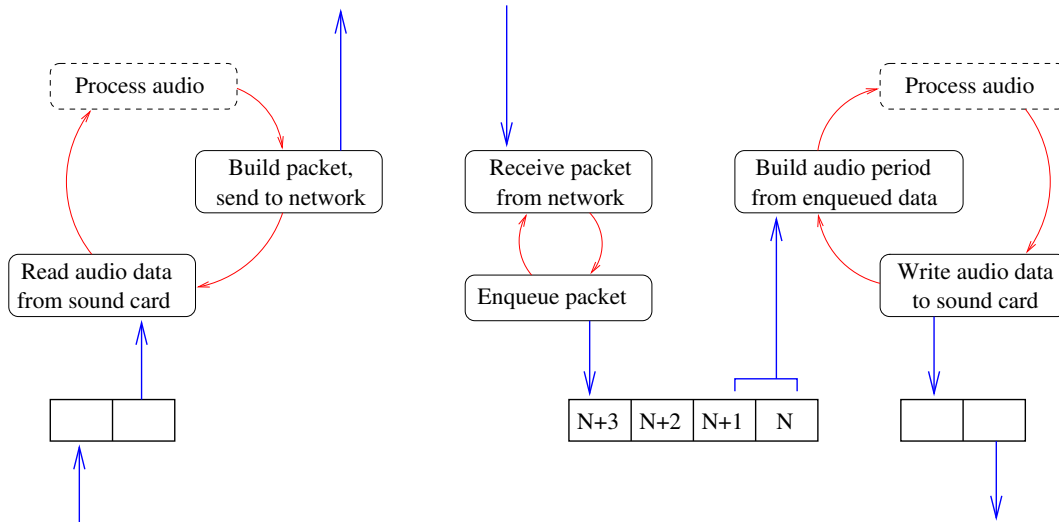 Process audio
Build packet,
send to network
Read audio data
from sound card
Receive packet
from network
Enqueue packet
N+3 N+2 N+1 N
Process audio
Build audio period
from enqueued data
Write audio data
to sound card